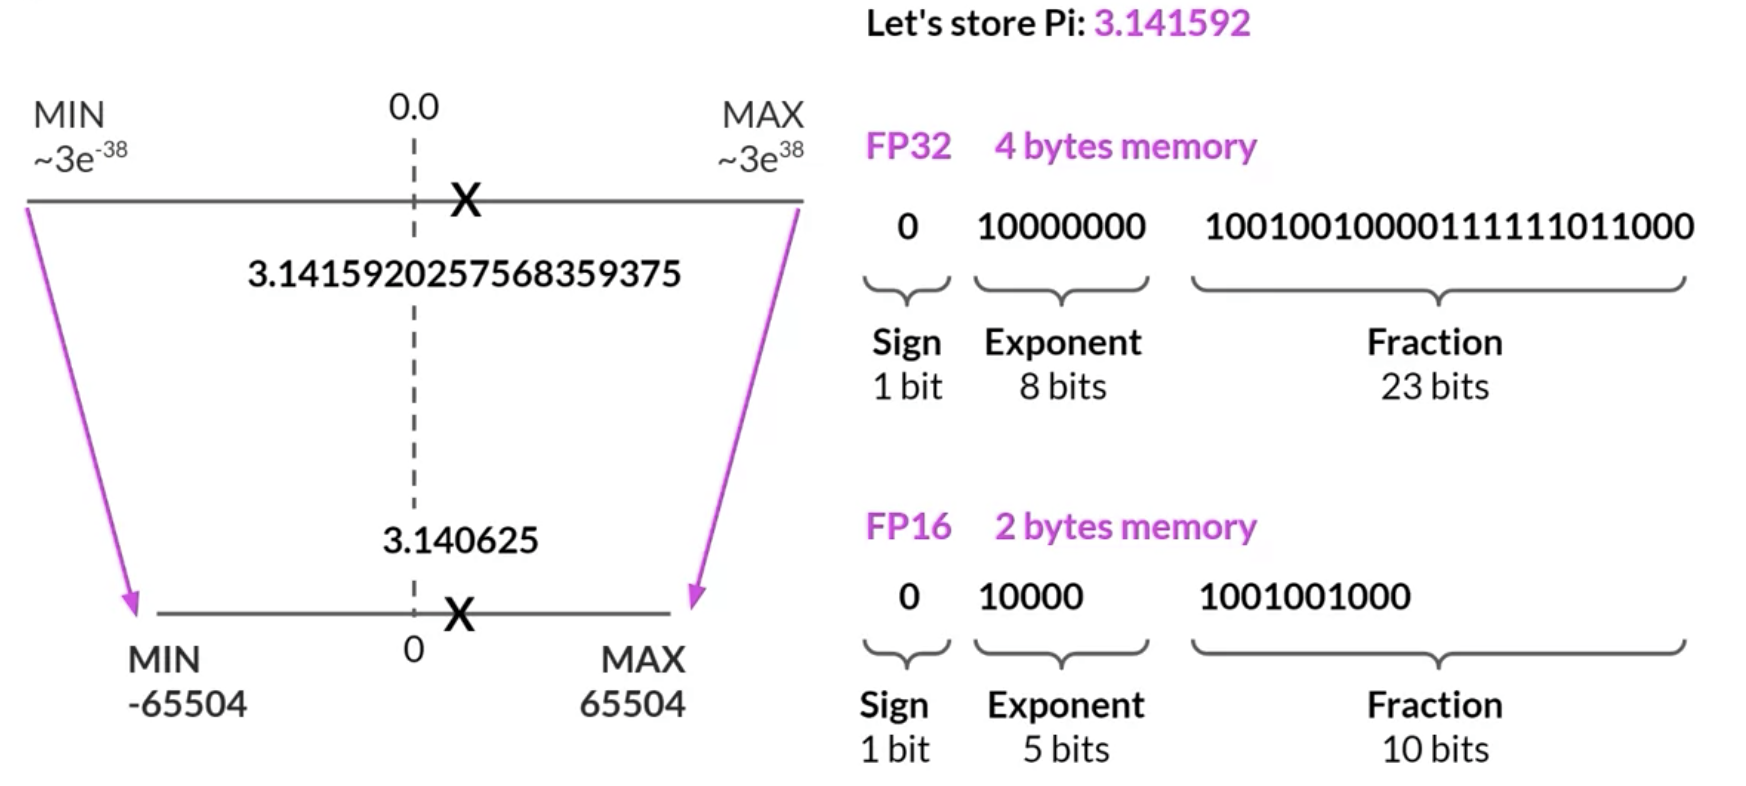 Let's store Pi: 3.141592
MIN
~3e⁻³⁸
0.0
MAX
~3e³⁸
X
3.1415920257568359375
3.140625
X
0
MIN
-65504
MAX
65504
FP32 4 bytes memory
0 10000000 10010010000111111011000
Sign Exponent Fraction
1 bit 8 bits 23 bits
FP16 2 bytes memory
0 10000 1001001000
Sign Exponent Fraction
1 bit 5 bits 10 bits